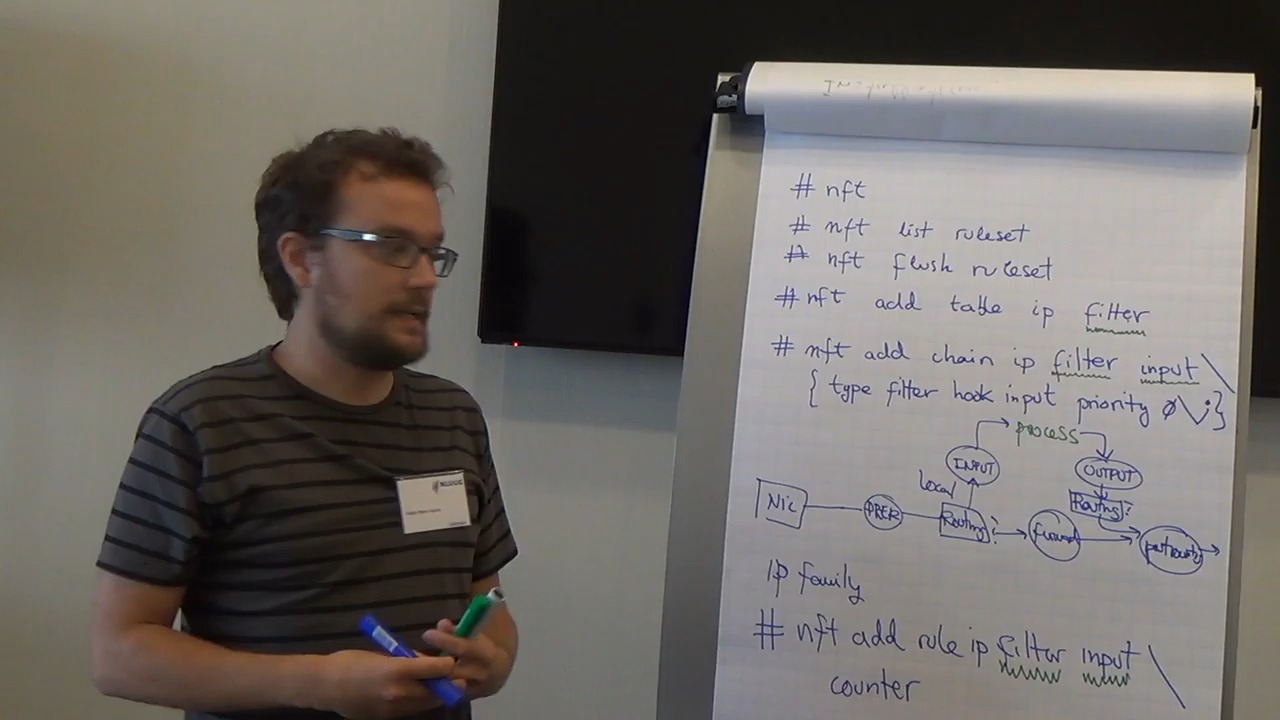 # nft
# nft list ruleset
# nft flush ruleset
# nft add table ip filter
# nft add chain ip filter input \
{ type filter hook input priority 0\; }
process
INPUT
OUTPUT
local
Routing?
Nic
PRER
Routing?
forward
postrouting
ip family
# nft add rule ip filter input \
counter
NLUUG